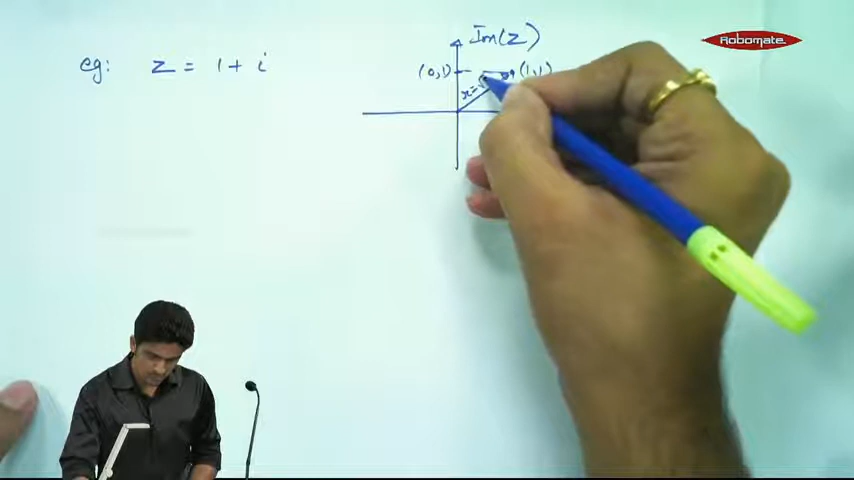 Robomate
Im(z)
eg: z = 1 + i
(0,1) (1,1)